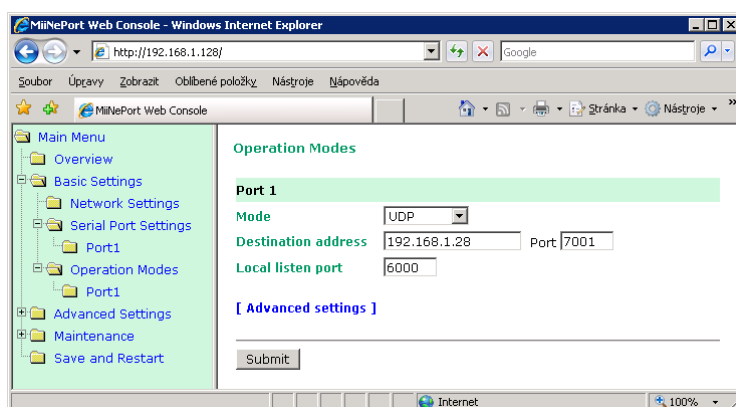 MiiNePort Web Console - Windows Internet Explorer
http://192.168.1.128/
Google
Soubor Úpravy Zobrazit Oblíbené položky Nástroje Nápověda
MiiNePort Web Console
Stránka
Nástroje
»
Main Menu
Overview
Basic Settings
Network Settings
Serial Port Settings
Port1
Operation Modes
Port1
Advanced Settings
Maintenance
Save and Restart
Operation Modes
Port 1
Mode UDP
Destination address 192.168.1.28 Port 7001
Local listen port 6000
[ Advanced settings ]
Submit
Internet
100%